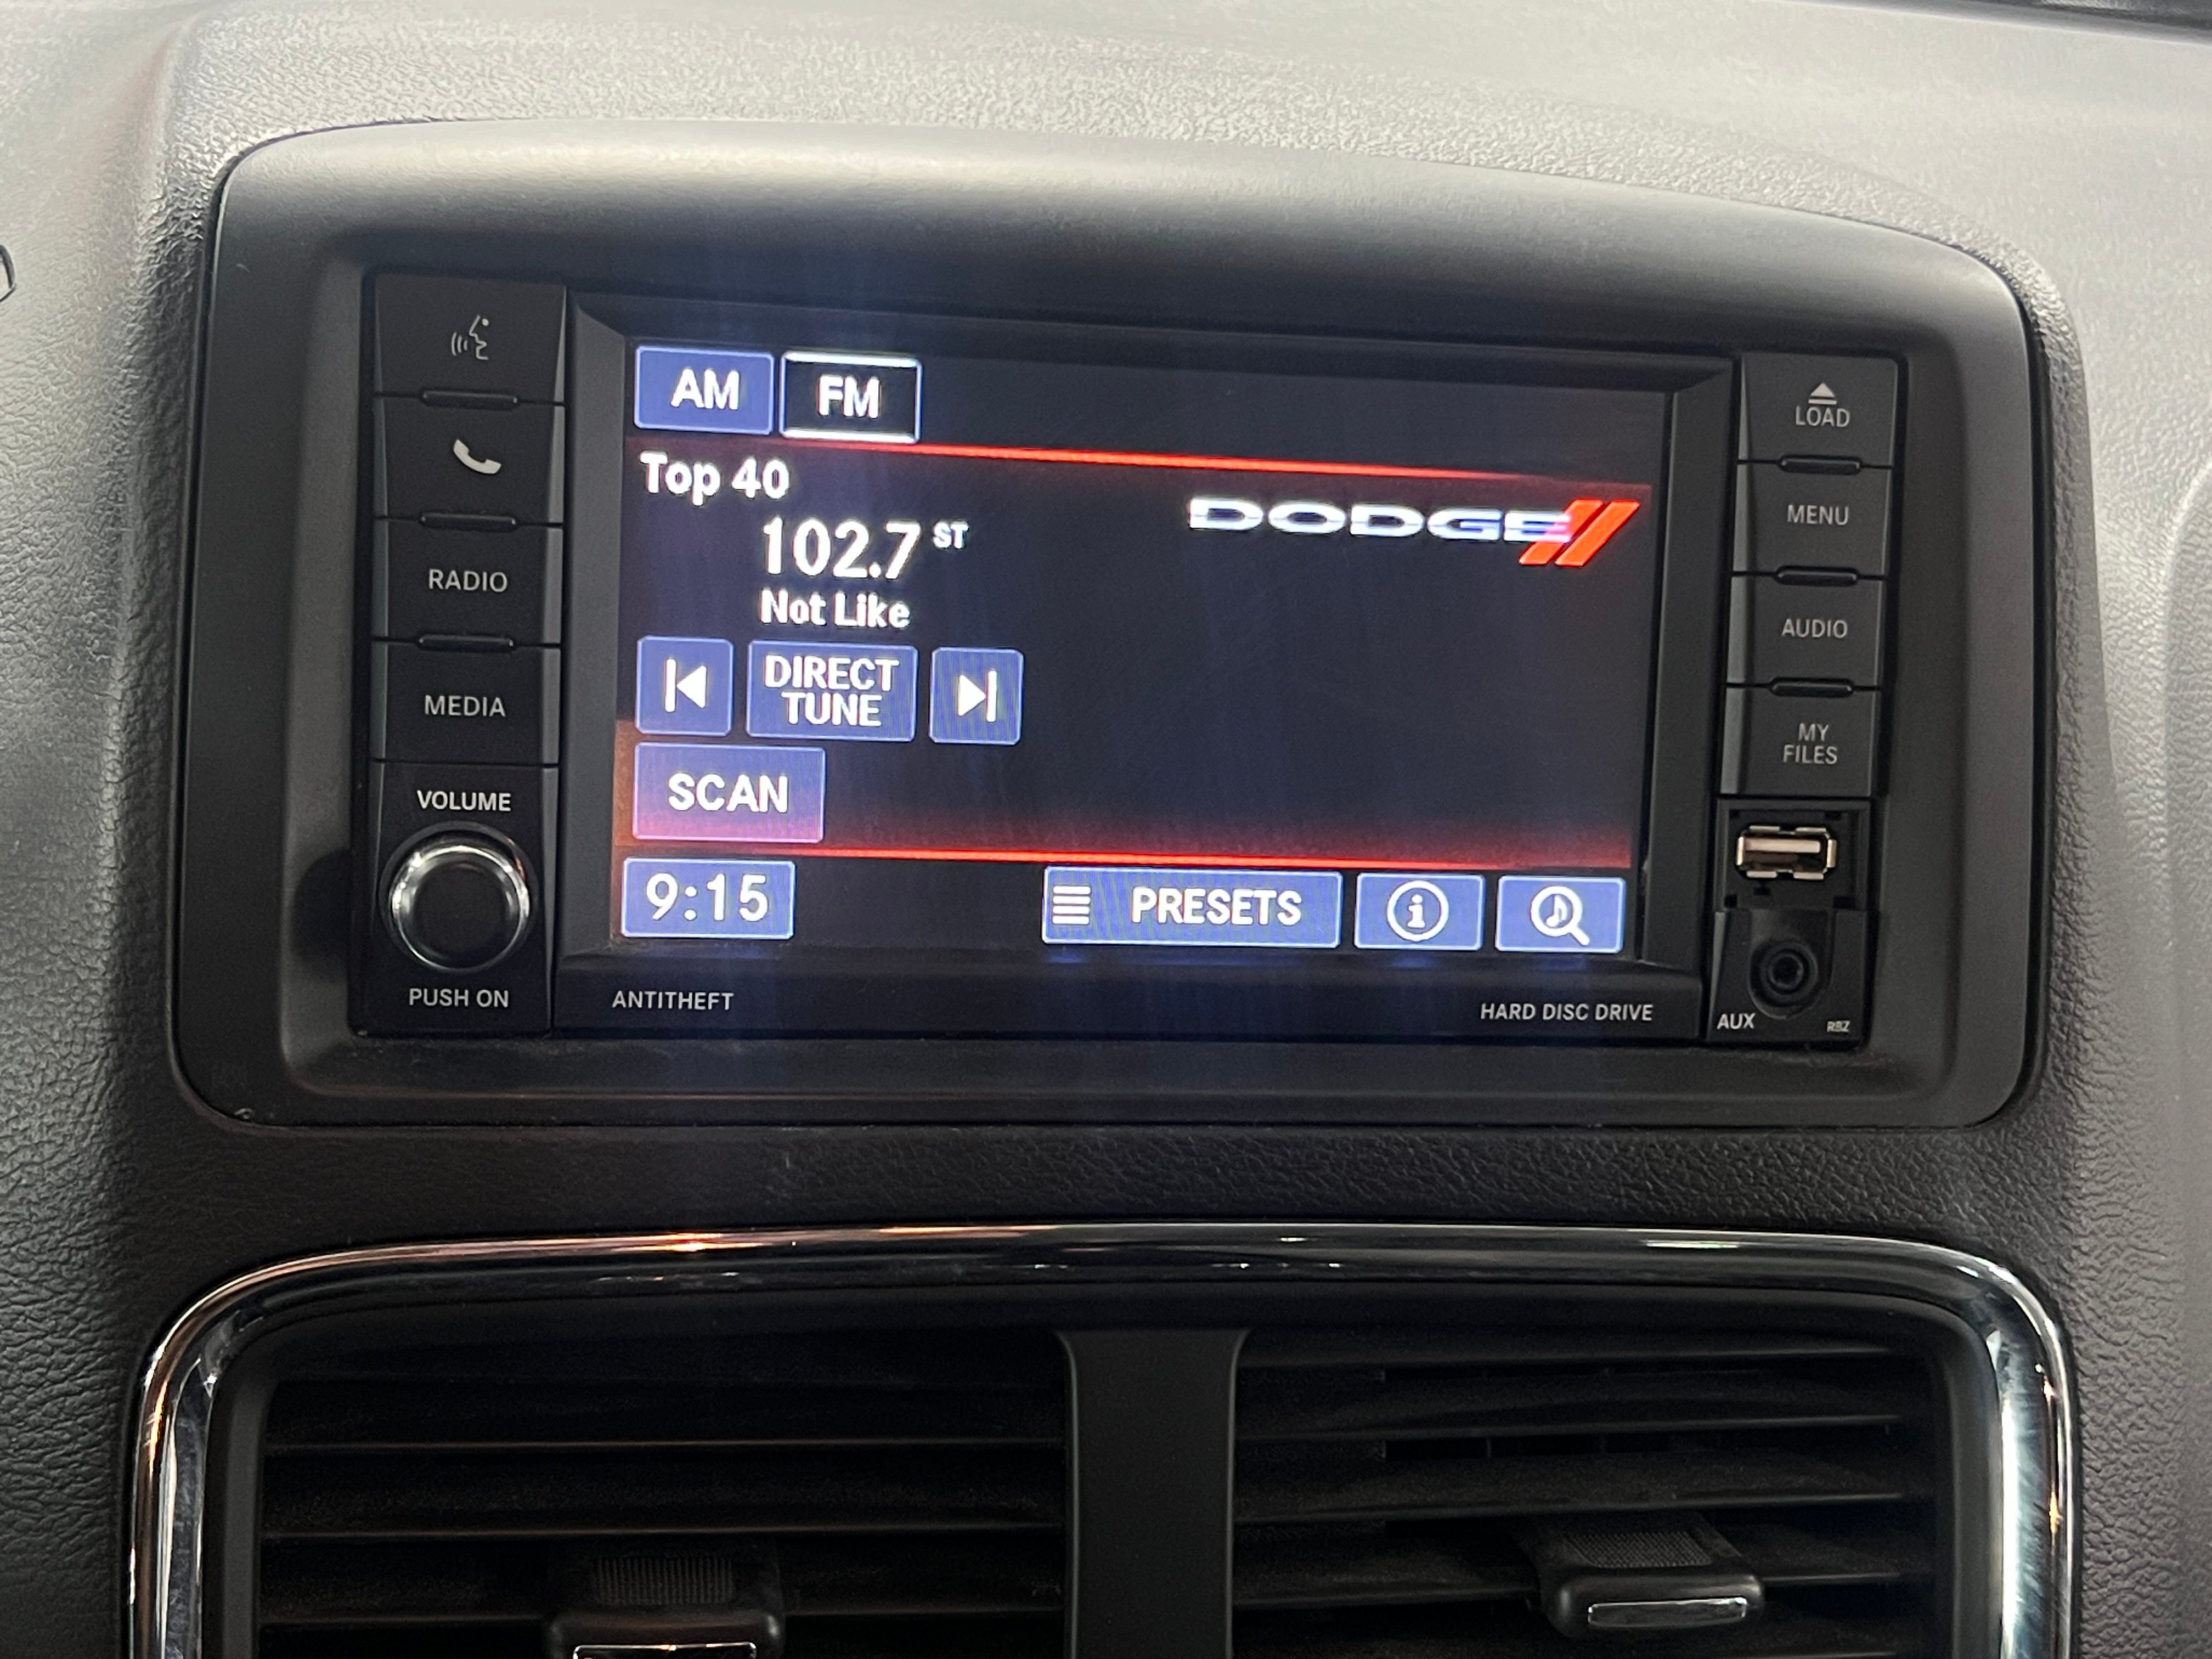 AM FM
Top 40
102.7 ST
Not Like
DIRECT
TUNE
SCAN
9:15
PRESETS
DODGE
RADIO
MEDIA
VOLUME
PUSH ON
ANTITHEFT
HARD DISC DRIVE
LOAD
MENU
AUDIO
MY
FILES
AUX
RBZ